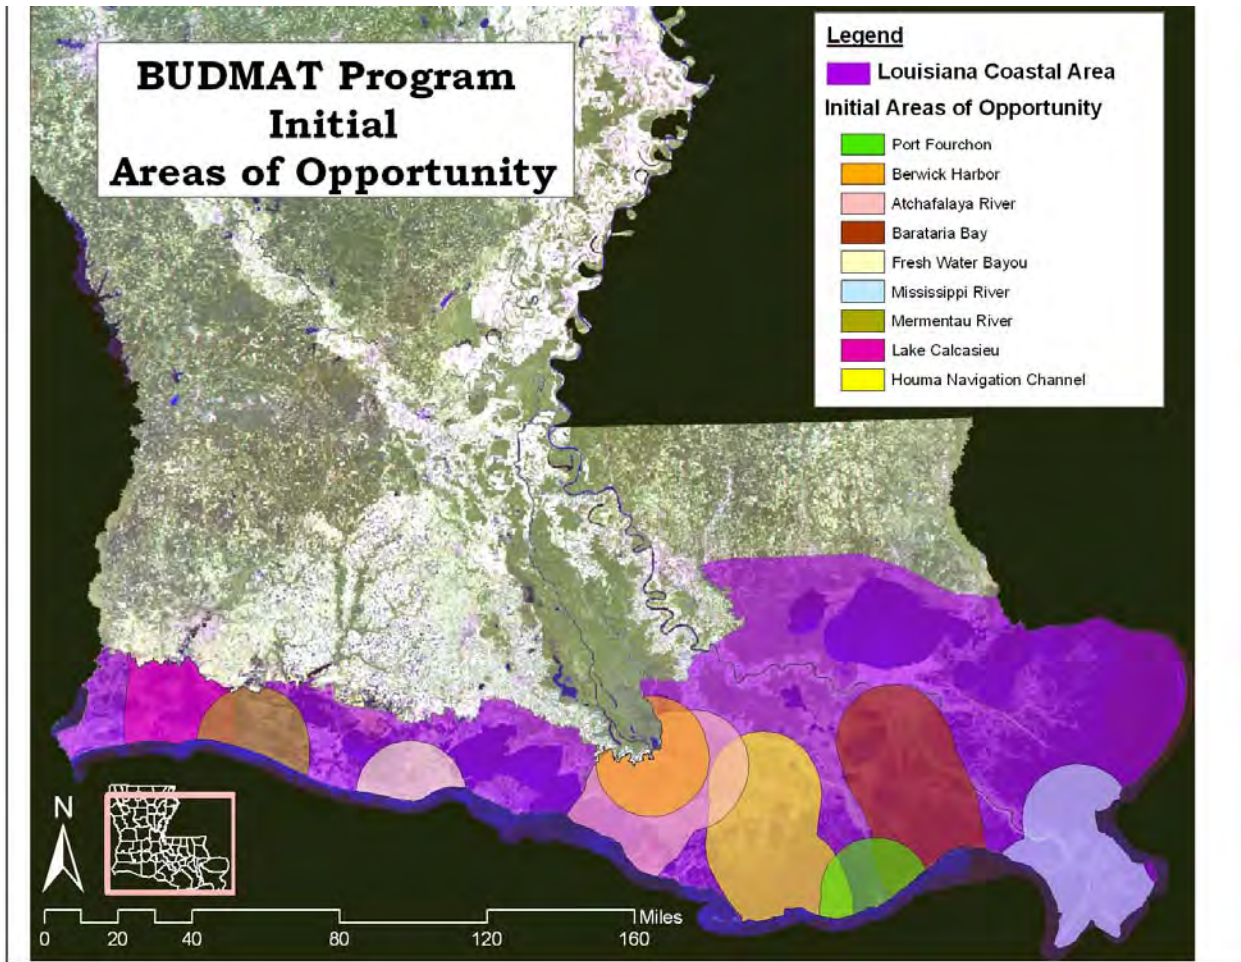 BUDMAT Program
Initial
Areas of Opportunity
Legend
Louisiana Coastal Area
Initial Areas of Opportunity
Port Fourchon
Berwick Harbor
Atchafalaya River
Barataria Bay
Fresh Water Bayou
Mississippi River
Mermentau River
Lake Calcasieu
Houma Navigation Channel
N
Miles
0 20 40 80 120 160